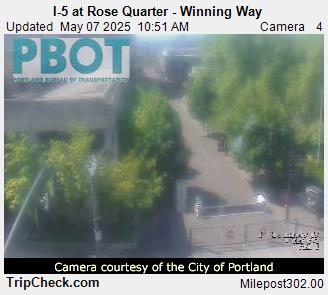 I-5 at Rose Quarter - Winning Way
Updated May 07 2025 10:51 AM Camera 4
PBOT
PORTLAND BUREAU OF TRANSPORTATION
Camera courtesy of the City of Portland
TripCheck.com Milepost302.00